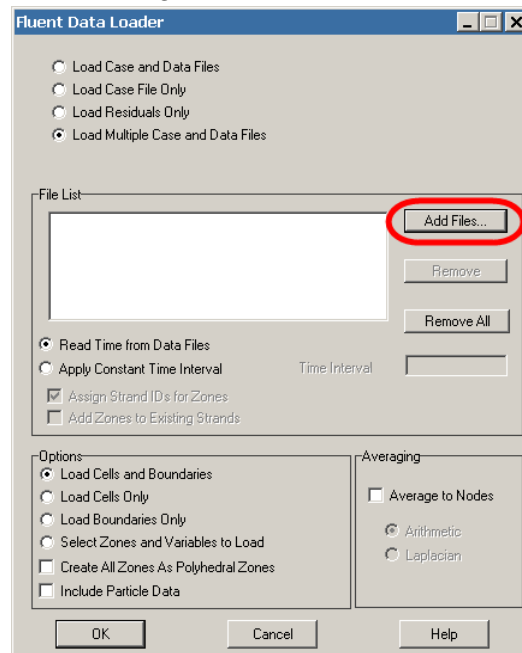 Fluent Data Loader
Load Case and Data Files
Load Case File Only
Load Residuals Only
Load Multiple Case and Data Files
File List
Add Files...
Remove
Remove All
Read Time from Data Files
Apply Constant Time Interval Time Interval
Assign Strand IDs for Zones
Add Zones to Existing Strands
Options
Load Cells and Boundaries
Load Cells Only
Load Boundaries Only
Select Zones and Variables to Load
Create All Zones As Polyhedral Zones
Include Particle Data
Averaging
Average to Nodes
Arithmetic
Laplacian
OK Cancel Help